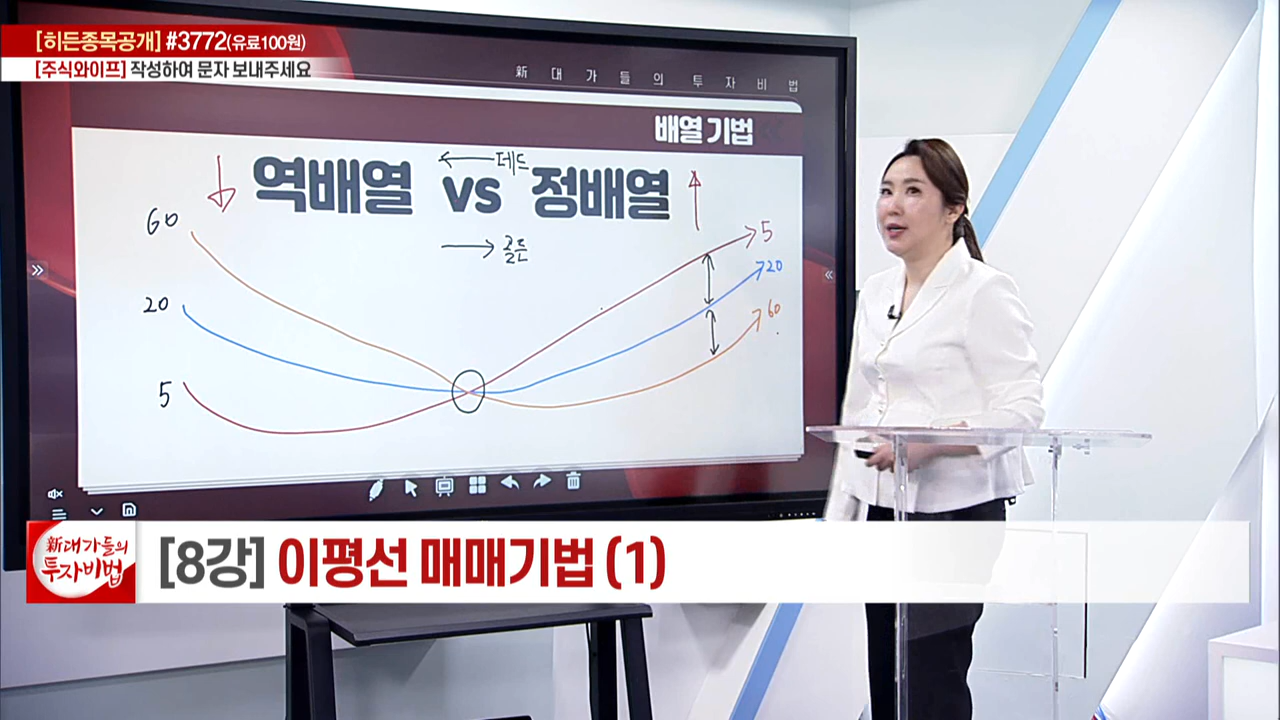 [히든종목공개] #3772(유료100원)
[주식와이프] 작성하여 문자 보내주세요
新 대 가 들 의 투 자 비 법
배열 기법
데드
역배열 vs 정배열
골든
60
20
5
5
20
60
新대가들의
투자비법
[8강] 이평선 매매기법 (1)